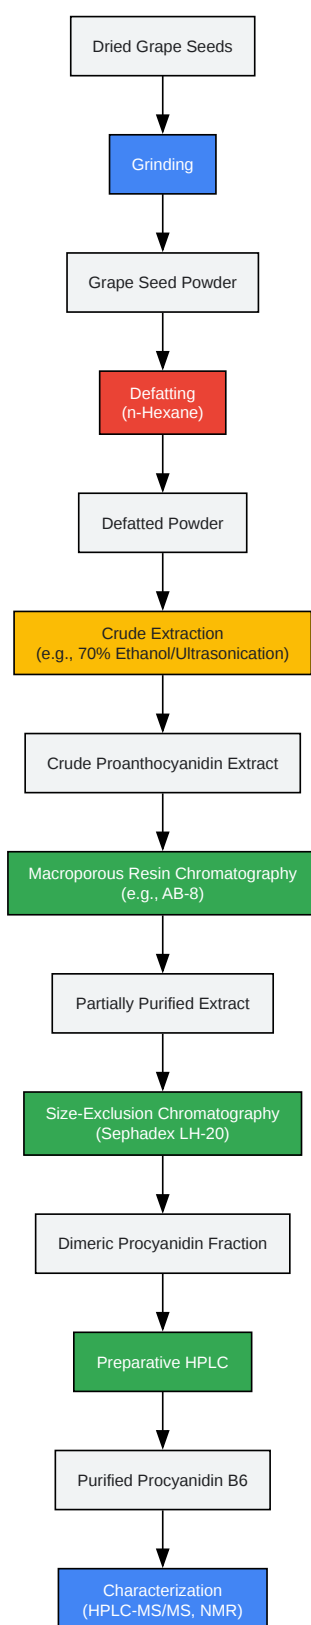 Dried Grape Seeds
Grinding
Grape Seed Powder
Defatting
(n-Hexane)
Defatted Powder
Crude Extraction
(e.g., 70% Ethanol/Ultrasonication)
Crude Proanthocyanidin Extract
Macroporous Resin Chromatography
(e.g., AB-8)
Partially Purified Extract
Size-Exclusion Chromatography
(Sephadex LH-20)
Dimeric Procyanidin Fraction
Preparative HPLC
Purified Procyanidin B6
Characterization
(HPLC-MS/MS, NMR)